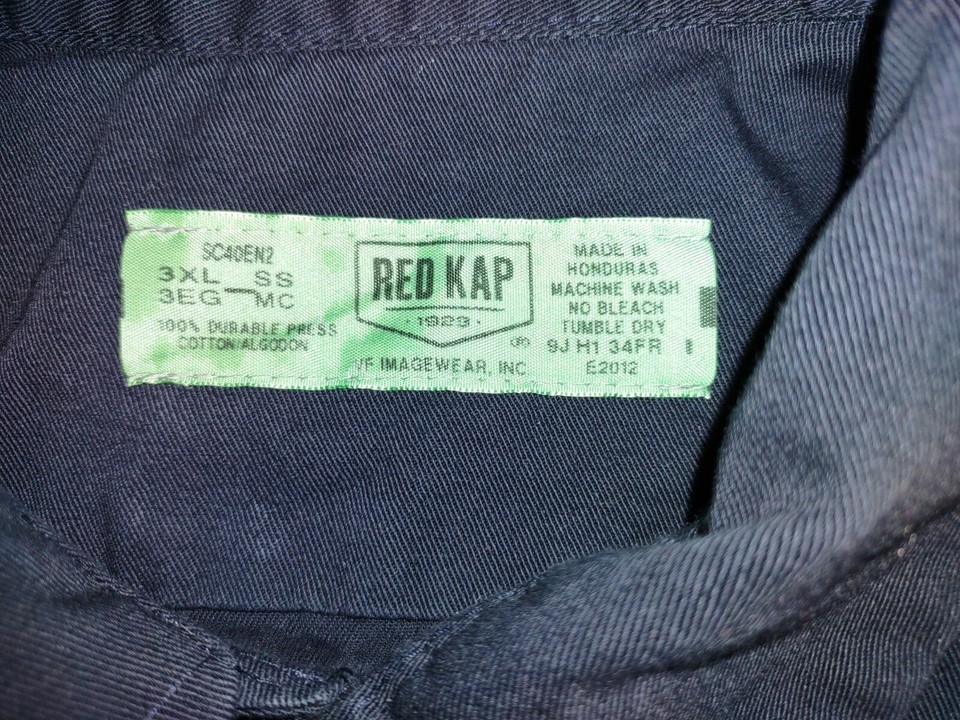 SC40EN2
3XL SS
3EG MC
100% DURABLE PRESS
COTTON/ALGODON
RED KAP
· 1923 ·
®
VF IMAGEWEAR, INC
MADE IN
HONDURAS
MACHINE WASH
NO BLEACH
TUMBLE DRY
9J H1 34FR
E2012